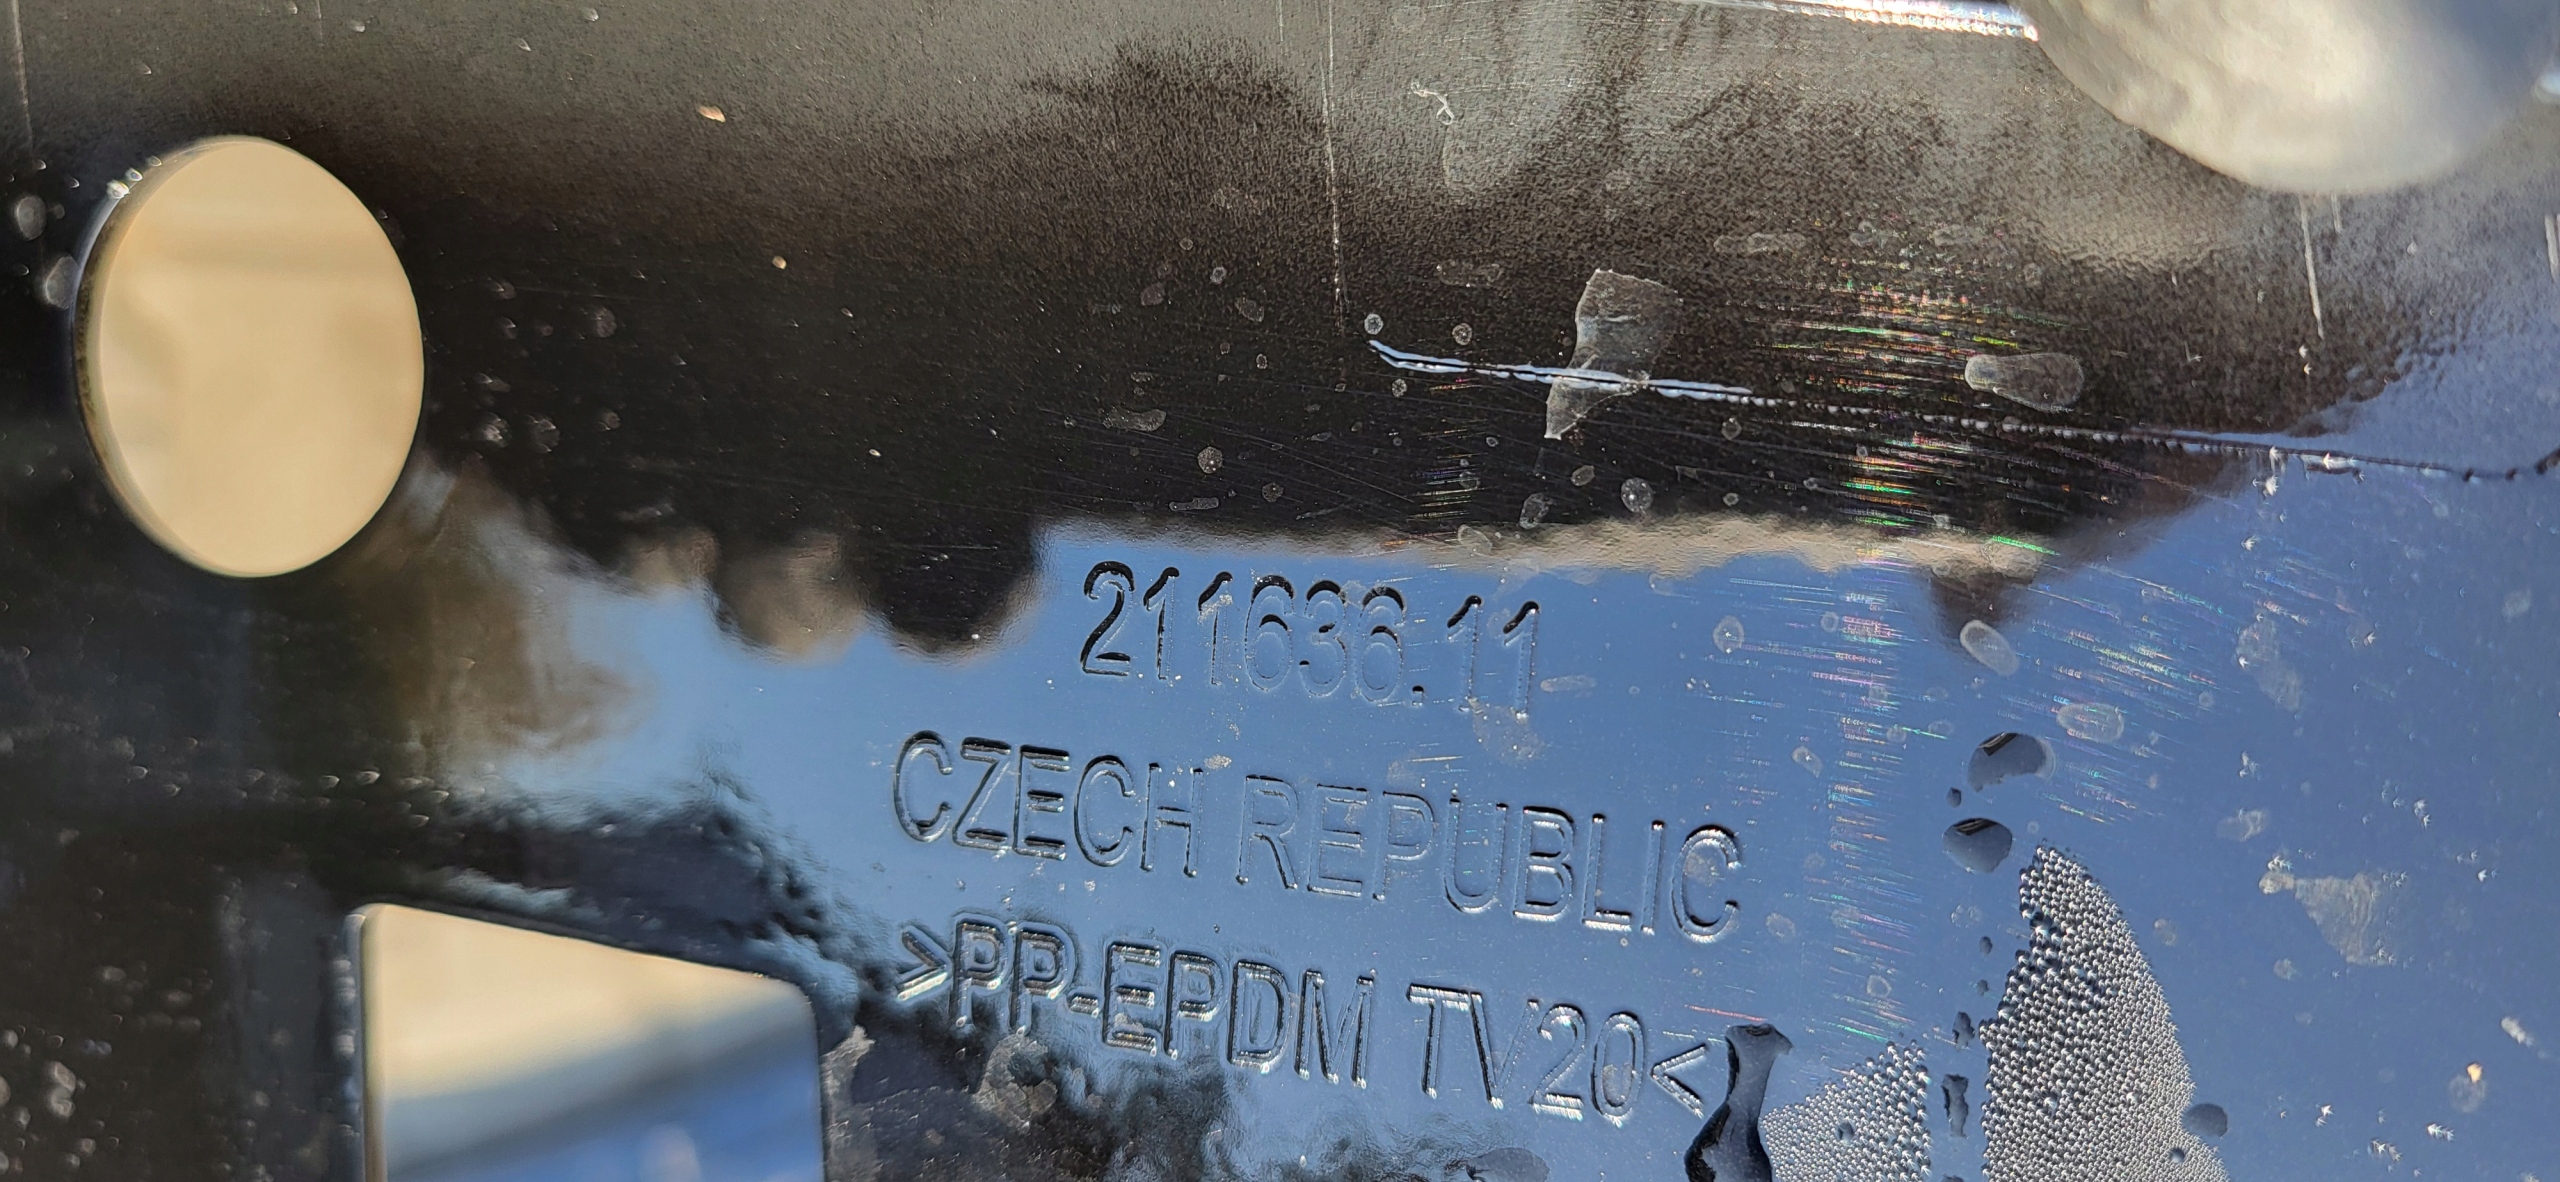 211636.11
CZECH REPUBLIC
>PP-EPDM TV20<